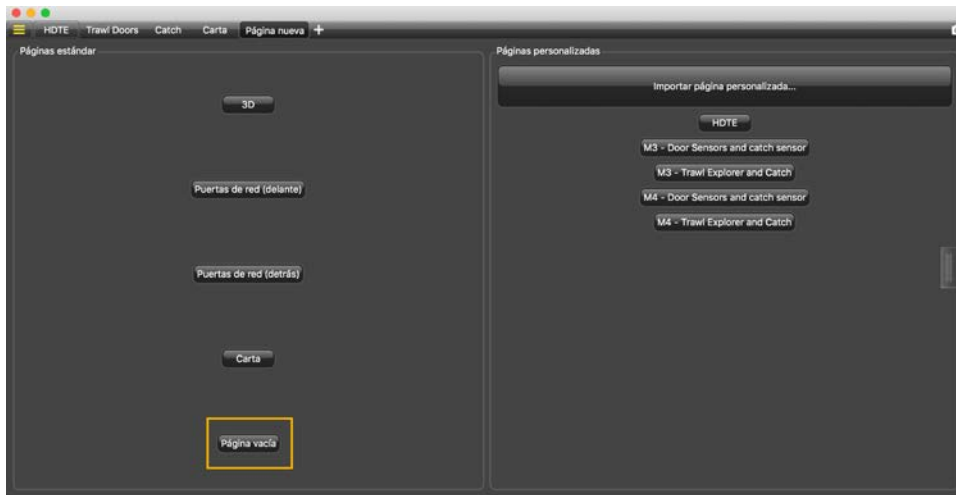 HDTE Trawl Doors Catch Carta Página nueva +
Páginas estándar
3D
Puertas de red (delante)
Puertas de red (detrás)
Carta
Página vacía
Páginas personalizadas
Importar página personalizada...
HDTE
M3 - Door Sensors and catch sensor
M3 - Trawl Explorer and Catch
M4 - Door Sensors and catch sensor
M4 - Trawl Explorer and Catch